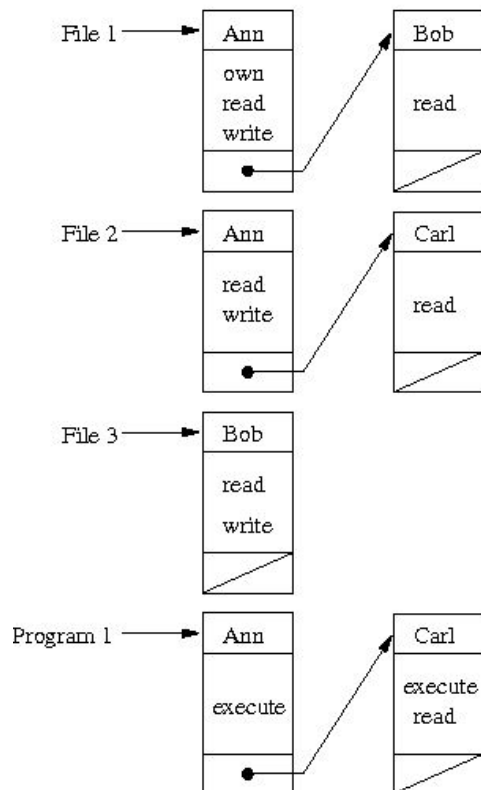 File 1
Ann
own
read
write
Bob
read
File 2
Ann
read
write
Carl
read
File 3
Bob
read
write
Program 1
Ann
execute
Carl
execute
read